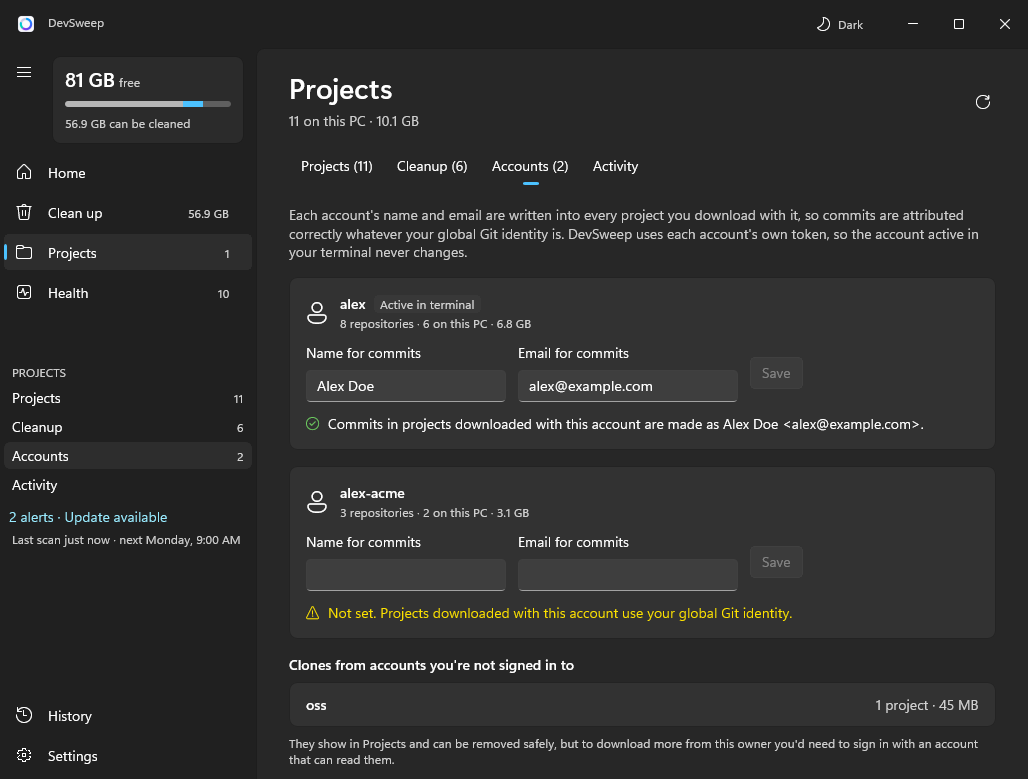 DevSweep
Dark
81 GB free
56.9 GB can be cleaned
Home
Clean up 56.9 GB
Projects 1
Health 10
PROJECTS
Projects 11
Cleanup 6
Accounts 2
Activity
2 alerts · Update available
Last scan just now · next Monday, 9:00 AM
History
Settings
Projects
11 on this PC · 10.1 GB
Projects (11) Cleanup (6) Accounts (2) Activity
Each account's name and email are written into every project you download with it, so commits are attributed
correctly whatever your global Git identity is. DevSweep uses each account's own token, so the account active in
your terminal never changes.
alex Active in terminal
8 repositories · 6 on this PC · 6.8 GB
Name for commits Email for commits
Alex Doe alex@example.com Save
Commits in projects downloaded with this account are made as Alex Doe <alex@example.com>.
alex-acme
3 repositories · 2 on this PC · 3.1 GB
Name for commits Email for commits
Save
Not set. Projects downloaded with this account use your global Git identity.
Clones from accounts you're not signed in to
oss 1 project · 45 MB
They show in Projects and can be removed safely, but to download more from this owner you'd need to sign in with an account
that can read them.